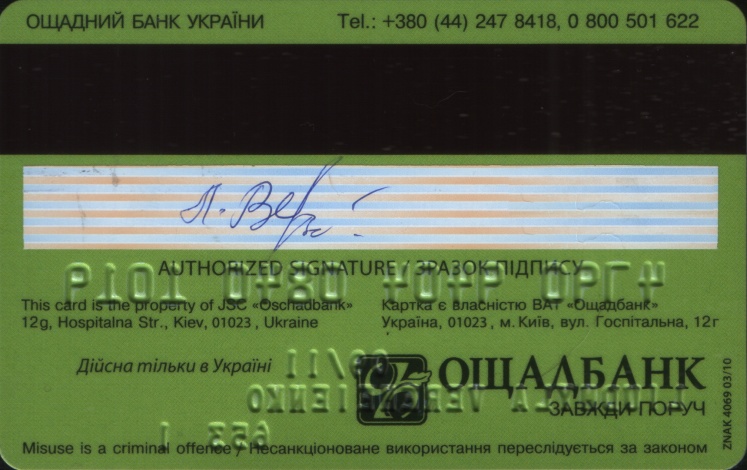 ОЩАДНИЙ БАНК УКРАЇНИ
Tel.: +380 (44) 247 8418, 0 800 501 622
AUTHORIZED SIGNATURE / ЗРАЗОК ПІДПИСУ
This card is the property of JSC «Oschadbank»
12g, Hospitalna Str., Kiev, 01023 , Ukraine
Картка є власністю ВАТ «Ощадбанк»
Україна, 01023 , м. Київ, вул. Госпітальна, 12г
Дійсна тільки в Україні
ОЩАДБАНК
ЗАВЖДИ ПОРУЧ
Misuse is a criminal offence / Несанкціоноване використання переслідується за законом
ZNAK 4069 03/10